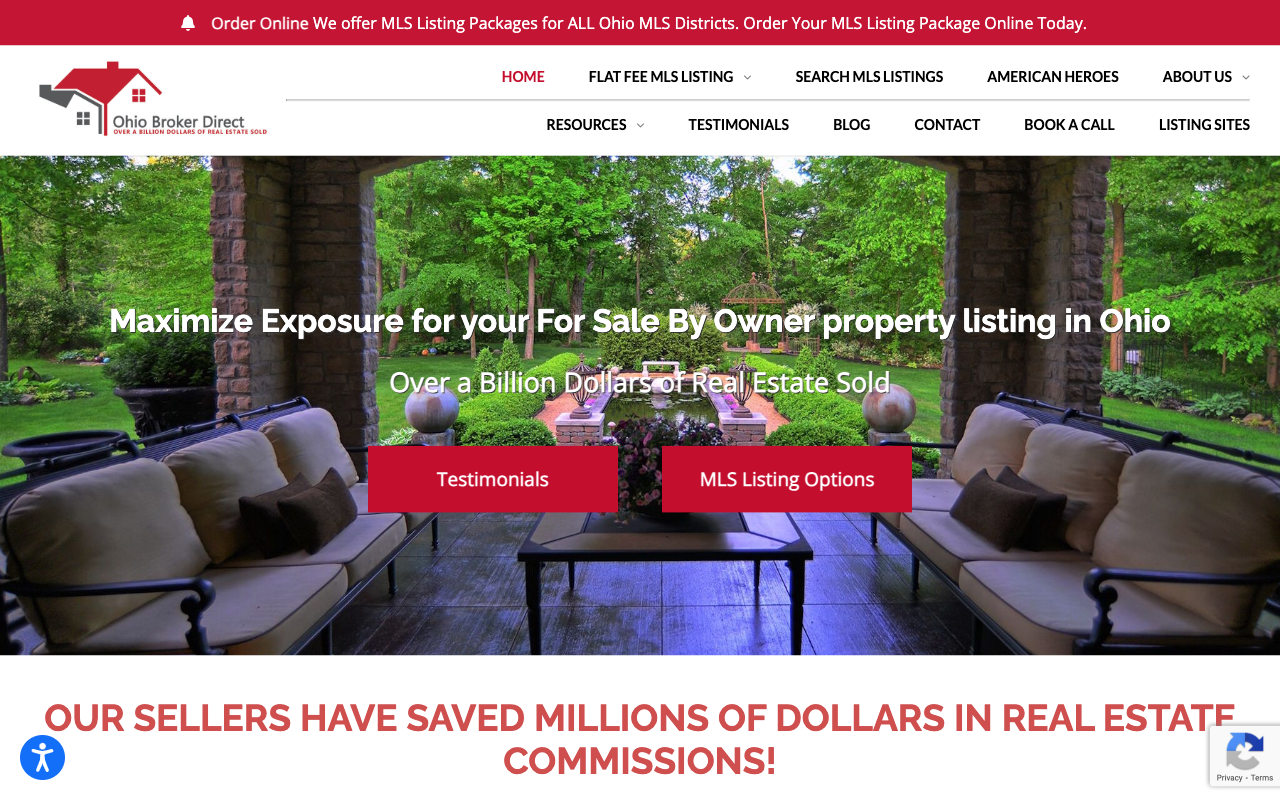 Order Online We offer MLS Listing Packages for ALL Ohio MLS Districts. Order Your MLS Listing Package Online Today.
Ohio Broker Direct
OVER A BILLION DOLLARS OF REAL ESTATE SOLD
HOME FLAT FEE MLS LISTING SEARCH MLS LISTINGS AMERICAN HEROES ABOUT US
RESOURCES TESTIMONIALS BLOG CONTACT BOOK A CALL LISTING SITES
Maximize Exposure for your For Sale By Owner property listing in Ohio
Over a Billion Dollars of Real Estate Sold
Testimonials MLS Listing Options
OUR SELLERS HAVE SAVED MILLIONS OF DOLLARS IN REAL ESTATE
COMMISSIONS!
Privacy - Terms